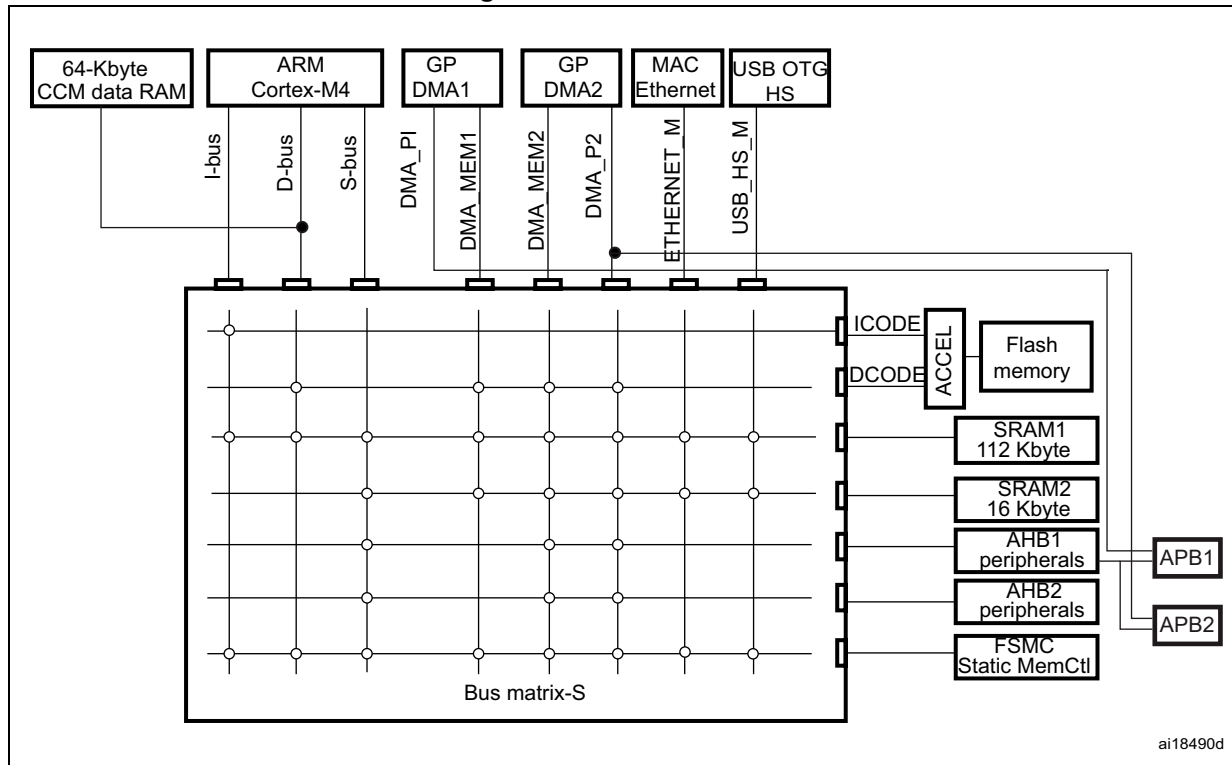 64-Kbyte
CCM data RAM
ARM
Cortex-M4
GP
DMA1
GP
DMA2
MAC
Ethernet
USB OTG
HS
I-bus
D-bus
S-bus
DMA_PI
DMA_MEM1
DMA_MEM2
DMA_P2
ETHERNET_M
USB_HS_M
ICODE
DCODE
ACCEL
Flash
memory
SRAM1
112 Kbyte
SRAM2
16 Kbyte
AHB1
peripherals
AHB2
peripherals
FSMC
Static MemCtl
APB1
APB2
Bus matrix-S
ai18490d